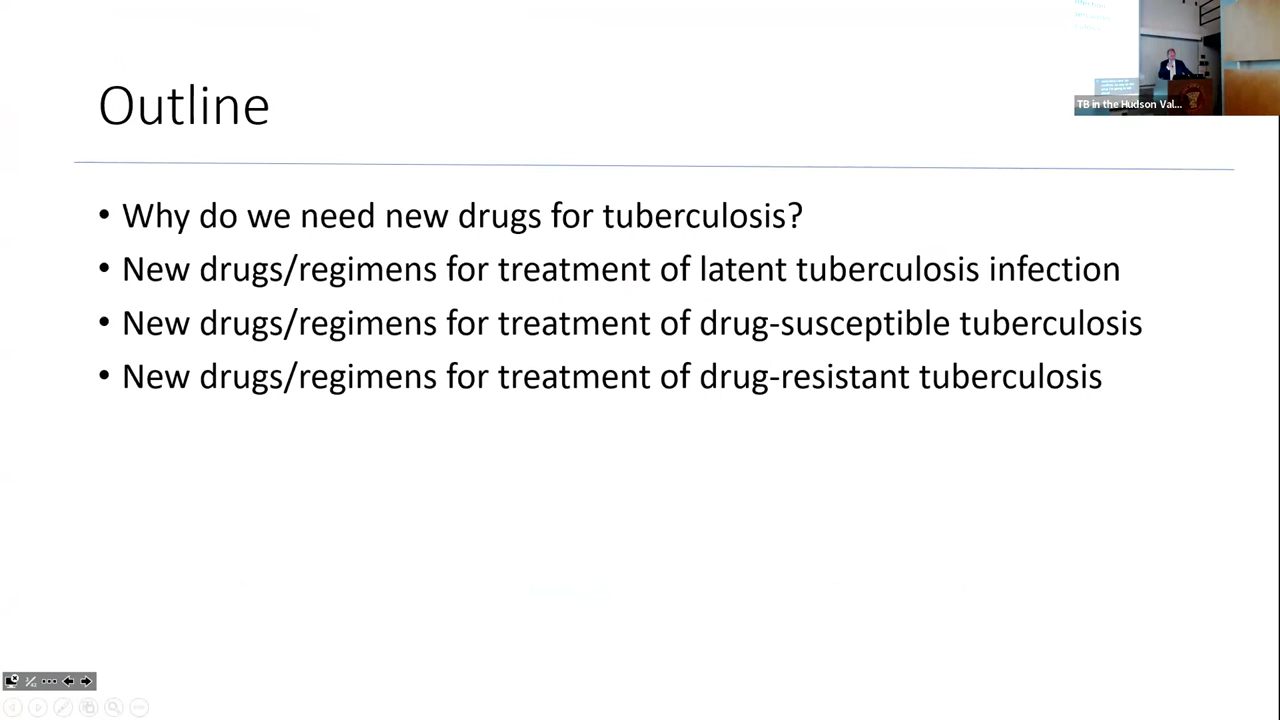 Outline
TB in the Hudson Val...
• Why do we need new drugs for tuberculosis?
• New drugs/regimens for treatment of latent tuberculosis infection
• New drugs/regimens for treatment of drug-susceptible tuberculosis
• New drugs/regimens for treatment of drug-resistant tuberculosis